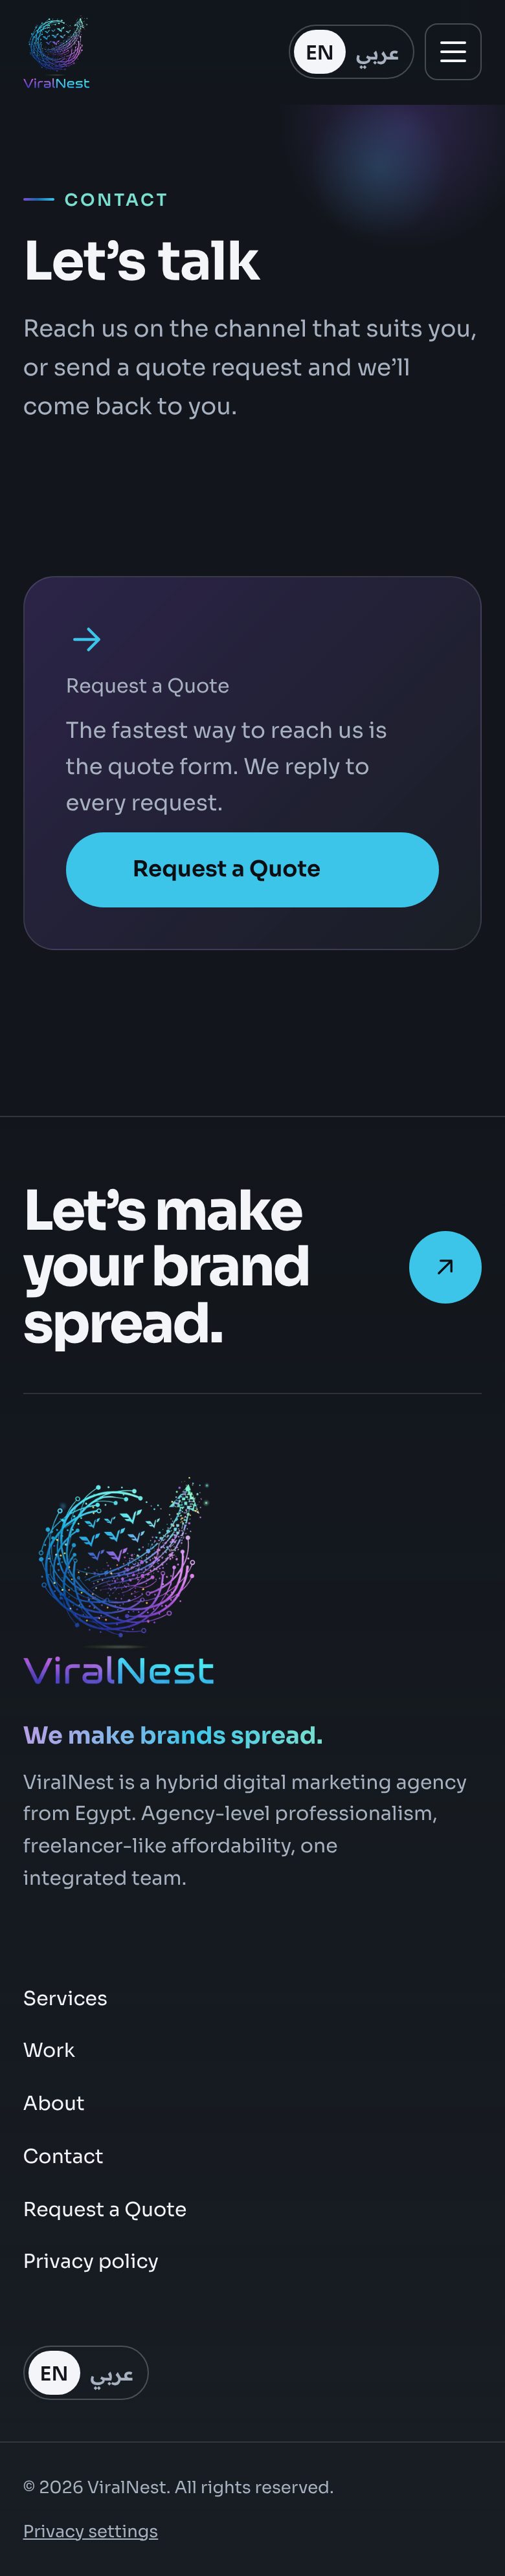 ViralNest
EN عربي
CONTACT
Let’s talk
Reach us on the channel that suits you,
or send a quote request and we’ll
come back to you.
Request a Quote
The fastest way to reach us is
the quote form. We reply to
every request.
Request a Quote
Let’s make
your brand
spread.
ViralNest
We make brands spread.
ViralNest is a hybrid digital marketing agency
from Egypt. Agency-level professionalism,
freelancer-like affordability, one
integrated team.
Services
Work
About
Contact
Request a Quote
Privacy policy
EN عربي
© 2026 ViralNest. All rights reserved.
Privacy settings